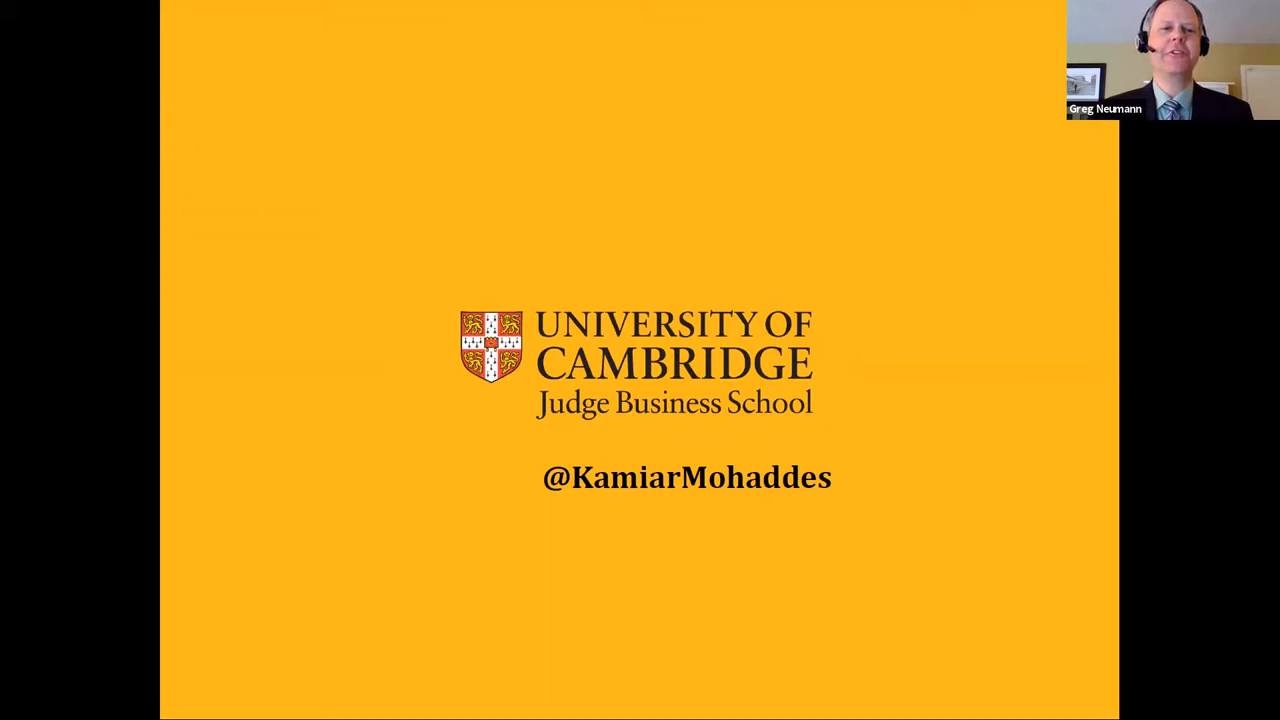 Greg Neumann
UNIVERSITY OF
CAMBRIDGE
Judge Business School
@KamiarMohaddes